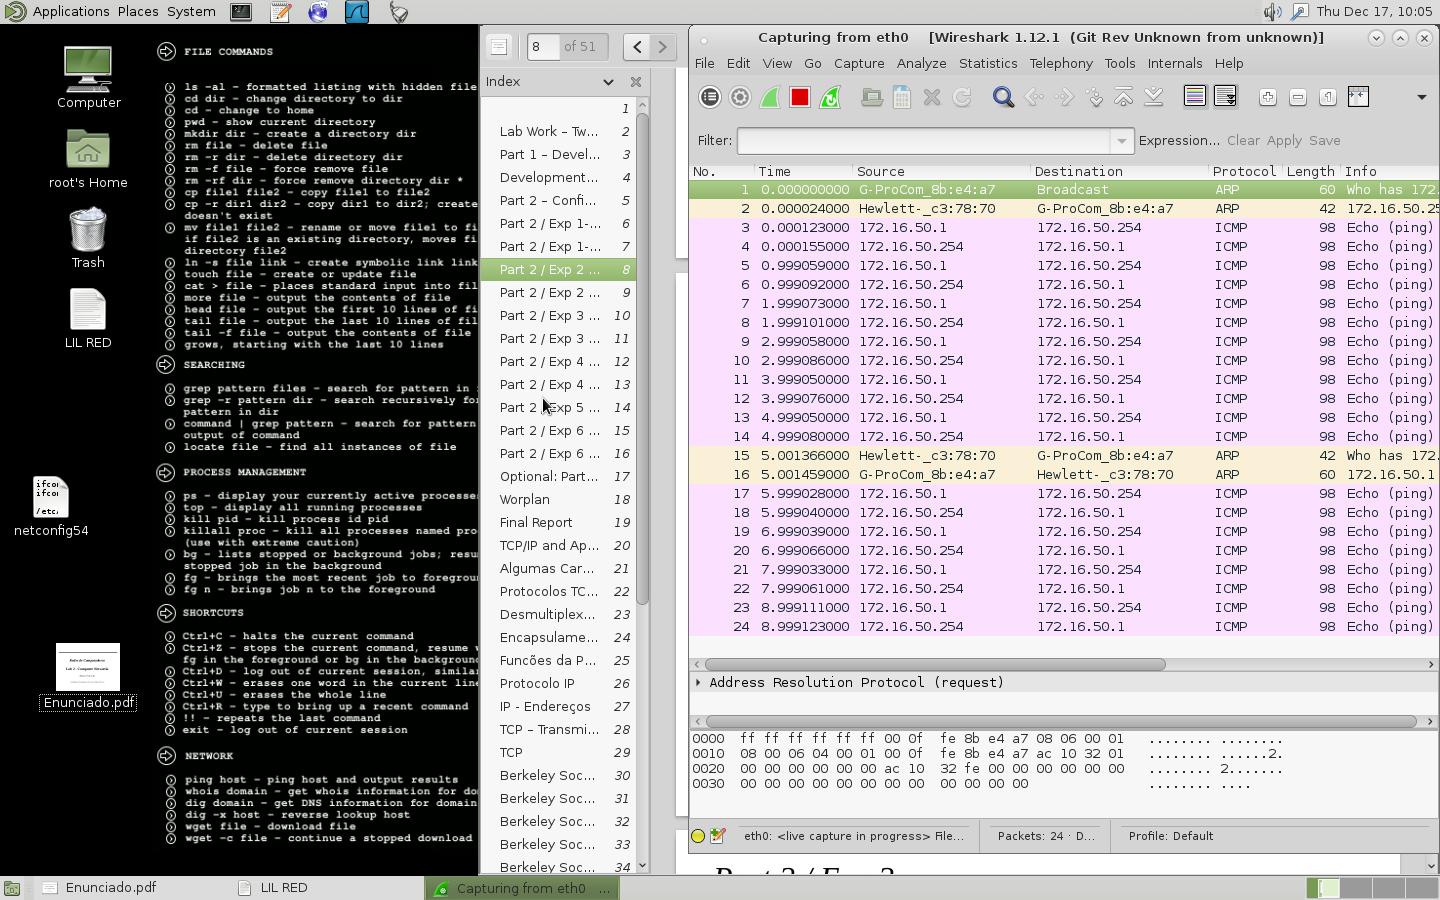 Applications Places System
Thu Dec 17, 10:05
Computer
root's Home
Trash
LIL RED
ifcon
ifcon
/etc/
netconfig54
Enunciado.pdf
FILE COMMANDS
ls -al - formatted listing with hidden file
cd dir - change directory to dir
cd - change to home
pwd - show current directory
mkdir dir - create a directory dir
rm file - delete file
rm -r dir - delete directory dir
rm -f file - force remove file
rm -rf dir - force remove directory dir *
cp file1 file2 - copy file1 to file2
cp -r dir1 dir2 - copy dir1 to dir2; create
doesn't exist
mv file1 file2 - rename or move file1 to fi
if file2 is an existing directory, moves fi
directory file2
ln -s file link - create symbolic link link
touch file - create or update file
cat > file - places standard input into fil
more file - output the contents of file
head file - output the first 10 lines of fi
tail file - output the last 10 lines of fil
tail -f file - output the contents of file
grows, starting with the last 10 lines
SEARCHING
grep pattern files - search for pattern in
grep -r pattern dir - search recursively fo
pattern in dir
command | grep pattern - search for pattern
output of command
locate file - find all instances of file
PROCESS MANAGEMENT
ps - display your currently active processe
top - display all running processes
kill pid - kill process id pid
killall proc - kill all processes named pro
(use with extreme caution)
bg - lists stopped or background jobs; resu
stopped job in the background
fg - brings the most recent job to foregrou
fg n - brings job n to the foreground
SHORTCUTS
Ctrl+C - halts the current command
Ctrl+Z - stops the current command, resume w
fg in the foreground or bg in the background
Ctrl+D - log out of current session, similar
Ctrl+W - erases one word in the current line
Ctrl+U - erases the whole line
Ctrl+R - type to bring up a recent command
!! - repeats the last command
exit - log out of current session
NETWORK
ping host - ping host and output results
whois domain - get whois information for do
dig domain - get DNS information for domain
dig -x host - reverse lookup host
wget file - download file
wget -c file - continue a stopped download
8 of 51
Index
1
Lab Work – Tw... 2
Part 1 – Devel... 3
Development... 4
Part 2 – Confi... 5
Part 2 / Exp 1-... 6
Part 2 / Exp 1-... 7
Part 2 / Exp 2 ... 8
Part 2 / Exp 2 ... 9
Part 2 / Exp 3 ... 10
Part 2 / Exp 3 ... 11
Part 2 / Exp 4 ... 12
Part 2 / Exp 4 ... 13
Part 2 Exp 5 ... 14
Part 2 / Exp 6 ... 15
Part 2 / Exp 6 ... 16
Optional: Part... 17
Worplan 18
Final Report 19
TCP/IP and Ap... 20
Algumas Car... 21
Protocolos TC... 22
Desmultiplex... 23
Encapsulame... 24
Funcões da P... 25
Protocolo IP 26
IP - Endereços 27
TCP – Transmi... 28
TCP 29
Berkeley Soc... 30
Berkeley Soc... 31
Berkeley Soc... 32
Berkeley Soc... 33
Berkeley Soc... 34
Capturing from eth0 [Wireshark 1.12.1 (Git Rev Unknown from unknown)]
File Edit View Go Capture Analyze Statistics Telephony Tools Internals Help
Filter: Expression... Clear Apply Save
No. Time Source Destination Protocol Length Info
1 0.000000000 G-ProCom_8b:e4:a7 Broadcast ARP 60 Who has 172.
2 0.000024000 Hewlett-_c3:78:70 G-ProCom_8b:e4:a7 ARP 42 172.16.50.25
3 0.000123000 172.16.50.1 172.16.50.254 ICMP 98 Echo (ping)
4 0.000155000 172.16.50.254 172.16.50.1 ICMP 98 Echo (ping)
5 0.999059000 172.16.50.1 172.16.50.254 ICMP 98 Echo (ping)
6 0.999092000 172.16.50.254 172.16.50.1 ICMP 98 Echo (ping)
7 1.999073000 172.16.50.1 172.16.50.254 ICMP 98 Echo (ping)
8 1.999101000 172.16.50.254 172.16.50.1 ICMP 98 Echo (ping)
9 2.999058000 172.16.50.1 172.16.50.254 ICMP 98 Echo (ping)
10 2.999086000 172.16.50.254 172.16.50.1 ICMP 98 Echo (ping)
11 3.999050000 172.16.50.1 172.16.50.254 ICMP 98 Echo (ping)
12 3.999076000 172.16.50.254 172.16.50.1 ICMP 98 Echo (ping)
13 4.999050000 172.16.50.1 172.16.50.254 ICMP 98 Echo (ping)
14 4.999080000 172.16.50.254 172.16.50.1 ICMP 98 Echo (ping)
15 5.001366000 Hewlett-_c3:78:70 G-ProCom_8b:e4:a7 ARP 42 Who has 172.
16 5.001459000 G-ProCom_8b:e4:a7 Hewlett-_c3:78:70 ARP 60 172.16.50.1
17 5.999028000 172.16.50.1 172.16.50.254 ICMP 98 Echo (ping)
18 5.999040000 172.16.50.254 172.16.50.1 ICMP 98 Echo (ping)
19 6.999039000 172.16.50.1 172.16.50.254 ICMP 98 Echo (ping)
20 6.999066000 172.16.50.254 172.16.50.1 ICMP 98 Echo (ping)
21 7.999033000 172.16.50.1 172.16.50.254 ICMP 98 Echo (ping)
22 7.999061000 172.16.50.254 172.16.50.1 ICMP 98 Echo (ping)
23 8.999111000 172.16.50.1 172.16.50.254 ICMP 98 Echo (ping)
24 8.999123000 172.16.50.254 172.16.50.1 ICMP 98 Echo (ping)
Address Resolution Protocol (request)
0000 ff ff ff ff ff ff 00 0f fe 8b e4 a7 08 06 00 01 ........ ........
0010 08 00 06 04 00 01 00 0f fe 8b e4 a7 ac 10 32 01 ........ ......2.
0020 00 00 00 00 00 00 ac 10 32 fe 00 00 00 00 00 00 ........ 2.......
0030 00 00 00 00 00 00 00 00 00 00 00 00 ........ ....
eth0: <live capture in progress> File... Packets: 24 · D... Profile: Default
Enunciado.pdf
LIL RED
Capturing from eth0 ...